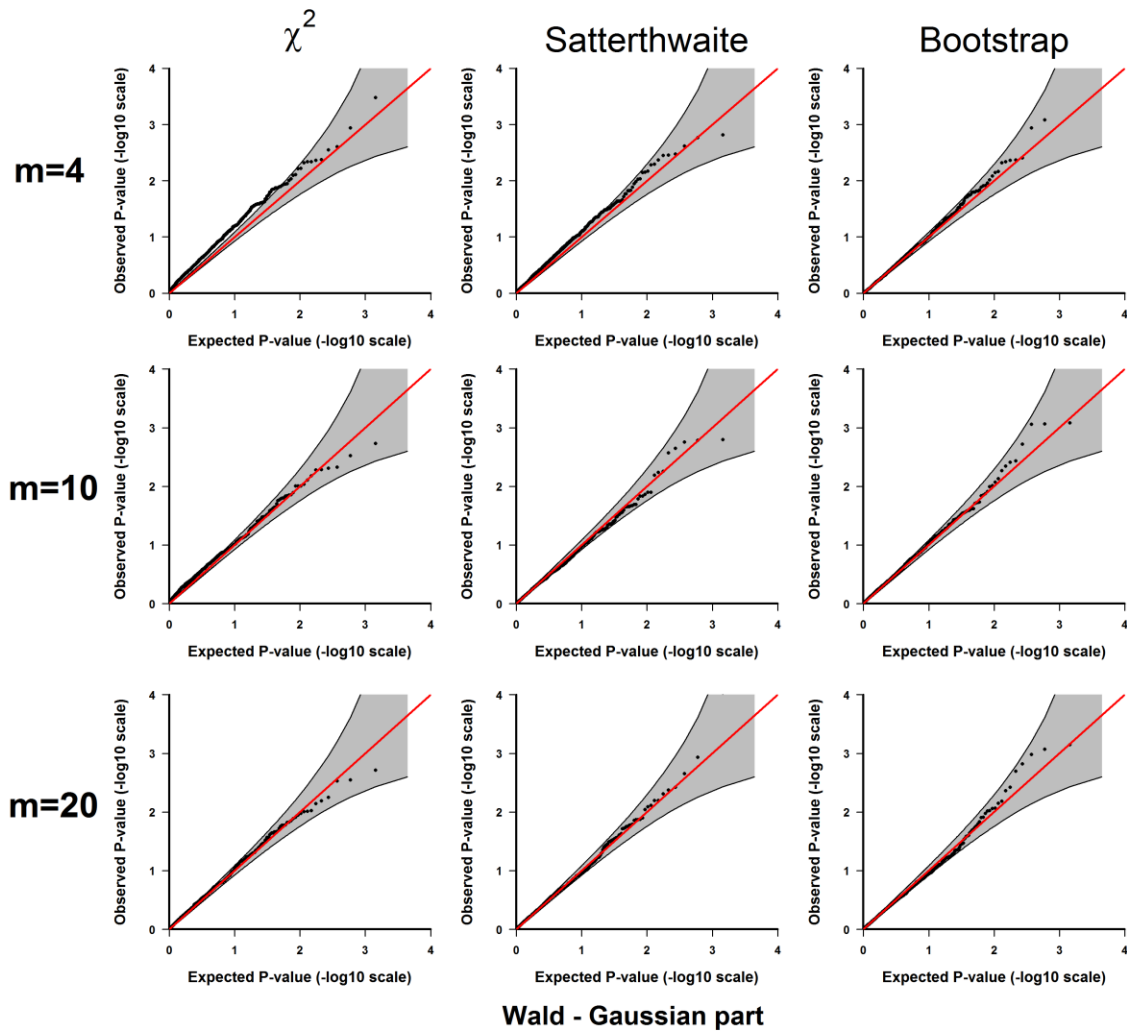 χ²
Satterthwaite
Bootstrap
m=4
Observed P-value (-log10 scale)
4
3
2
1
0
0 1 2 3 4
Expected P-value (-log10 scale)
Observed P-value (-log10 scale)
4
3
2
1
0
0 1 2 3 4
Expected P-value (-log10 scale)
Observed P-value (-log10 scale)
4
3
2
1
0
0 1 2 3 4
Expected P-value (-log10 scale)
m=10
Observed P-value (-log10 scale)
4
3
2
1
0
0 1 2 3 4
Expected P-value (-log10 scale)
Observed P-value (-log10 scale)
4
3
2
1
0
0 1 2 3 4
Expected P-value (-log10 scale)
Observed P-value (-log10 scale)
4
3
2
1
0
0 1 2 3 4
Expected P-value (-log10 scale)
m=20
Observed P-value (-log10 scale)
4
3
2
1
0
0 1 2 3 4
Expected P-value (-log10 scale)
Observed P-value (-log10 scale)
4
3
2
1
0
0 1 2 3 4
Expected P-value (-log10 scale)
Observed P-value (-log10 scale)
4
3
2
1
0
0 1 2 3 4
Expected P-value (-log10 scale)
Wald - Gaussian part